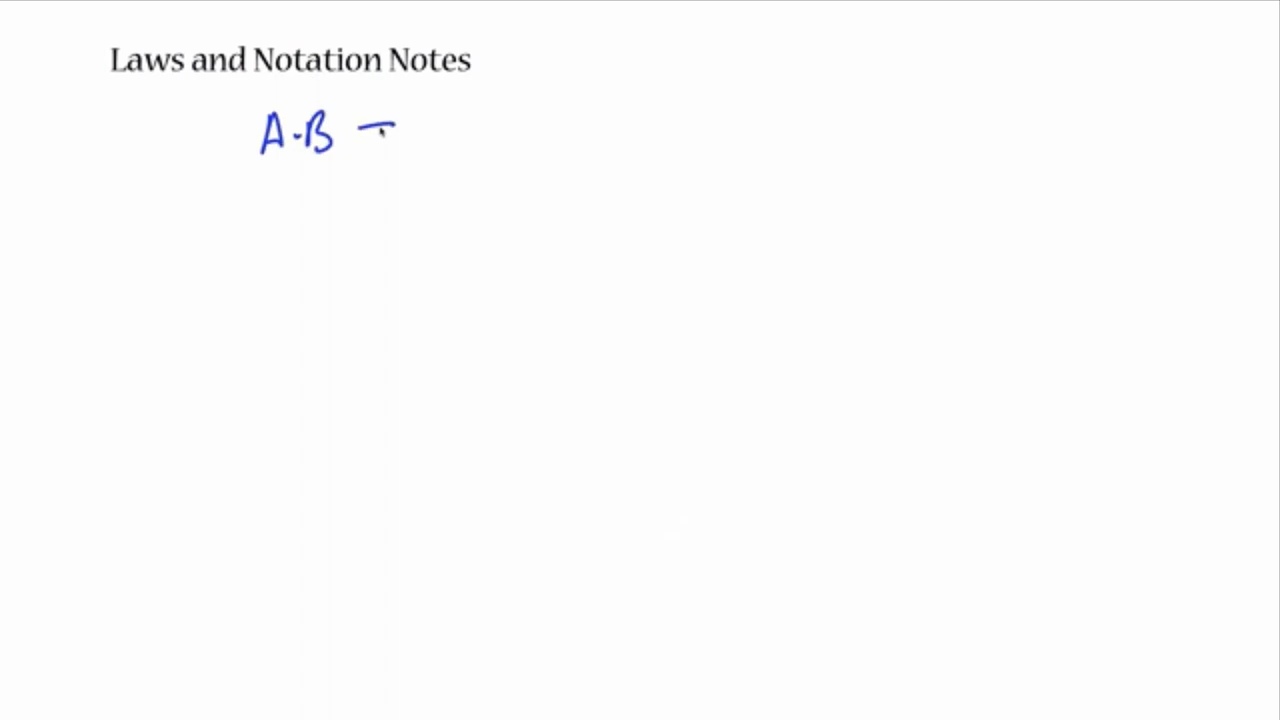 Laws and Notation Notes
A·B —